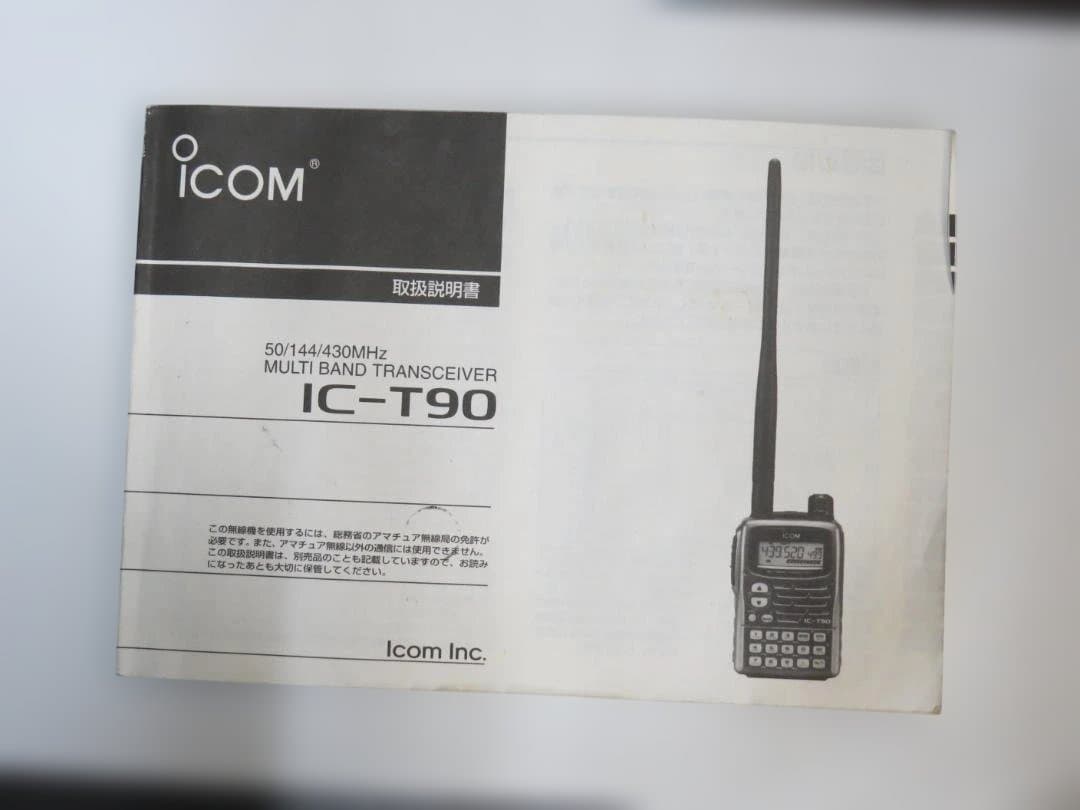 ICOM®
取扱説明書
50/144/430MHz
MULTI BAND TRANSCEIVER
IC-T90
この無線機を使用するには、総務省のアマチュア無線局の免許が
必要です。また、アマチュア無線以外の通信には使用できません。
この取扱説明書は、別売品のことも記載していますので、お読み
になったあとも大切に保管してください。
Icom Inc.
ICOM
439.520
IC-T90